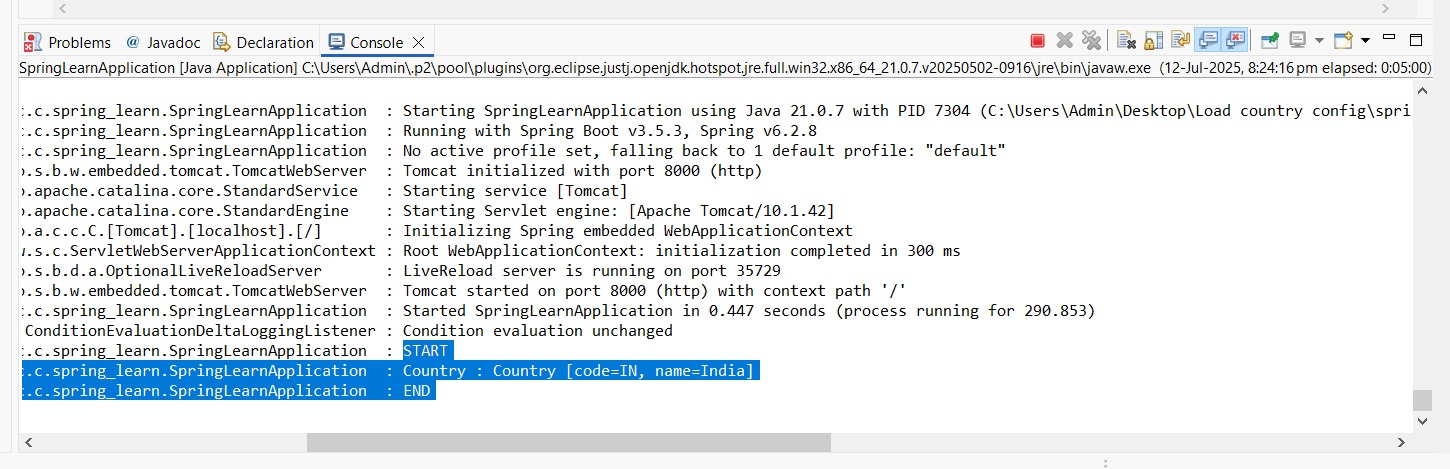 Problems @ Javadoc Declaration Console
SpringLearnApplication [Java Application] C:\Users\Admin\.p2\pool\plugins\org.eclipse.justj.openjdk.hotspot.jre.full.win32.x86_64_21.0.7.v20250502-0916\jre\bin\javaw.exe (12-Jul-2025, 8:24:16 pm elapsed: 0:05:00)
:.c.spring_learn.SpringLearnApplication : Starting SpringLearnApplication using Java 21.0.7 with PID 7304 (C:\Users\Admin\Desktop\Load country config\spri
:.c.spring_learn.SpringLearnApplication : Running with Spring Boot v3.5.3, Spring v6.2.8
:.c.spring_learn.SpringLearnApplication : No active profile set, falling back to 1 default profile: "default"
o.s.b.w.embedded.tomcat.TomcatWebServer : Tomcat initialized with port 8000 (http)
o.apache.catalina.core.StandardService : Starting service [Tomcat]
o.apache.catalina.core.StandardEngine : Starting Servlet engine: [Apache Tomcat/10.1.42]
o.a.c.c.C.[Tomcat].[localhost].[/] : Initializing Spring embedded WebApplicationContext
w.s.c.ServletWebServerApplicationContext : Root WebApplicationContext: initialization completed in 300 ms
o.s.b.d.a.OptionalLiveReloadServer : LiveReload server is running on port 35729
o.s.b.w.embedded.tomcat.TomcatWebServer : Tomcat started on port 8000 (http) with context path '/'
:.c.spring_learn.SpringLearnApplication : Started SpringLearnApplication in 0.447 seconds (process running for 290.853)
ConditionEvaluationDeltaLoggingListener : Condition evaluation unchanged
:.c.spring_learn.SpringLearnApplication : START
:.c.spring_learn.SpringLearnApplication : Country : Country [code=IN, name=India]
:.c.spring_learn.SpringLearnApplication : END